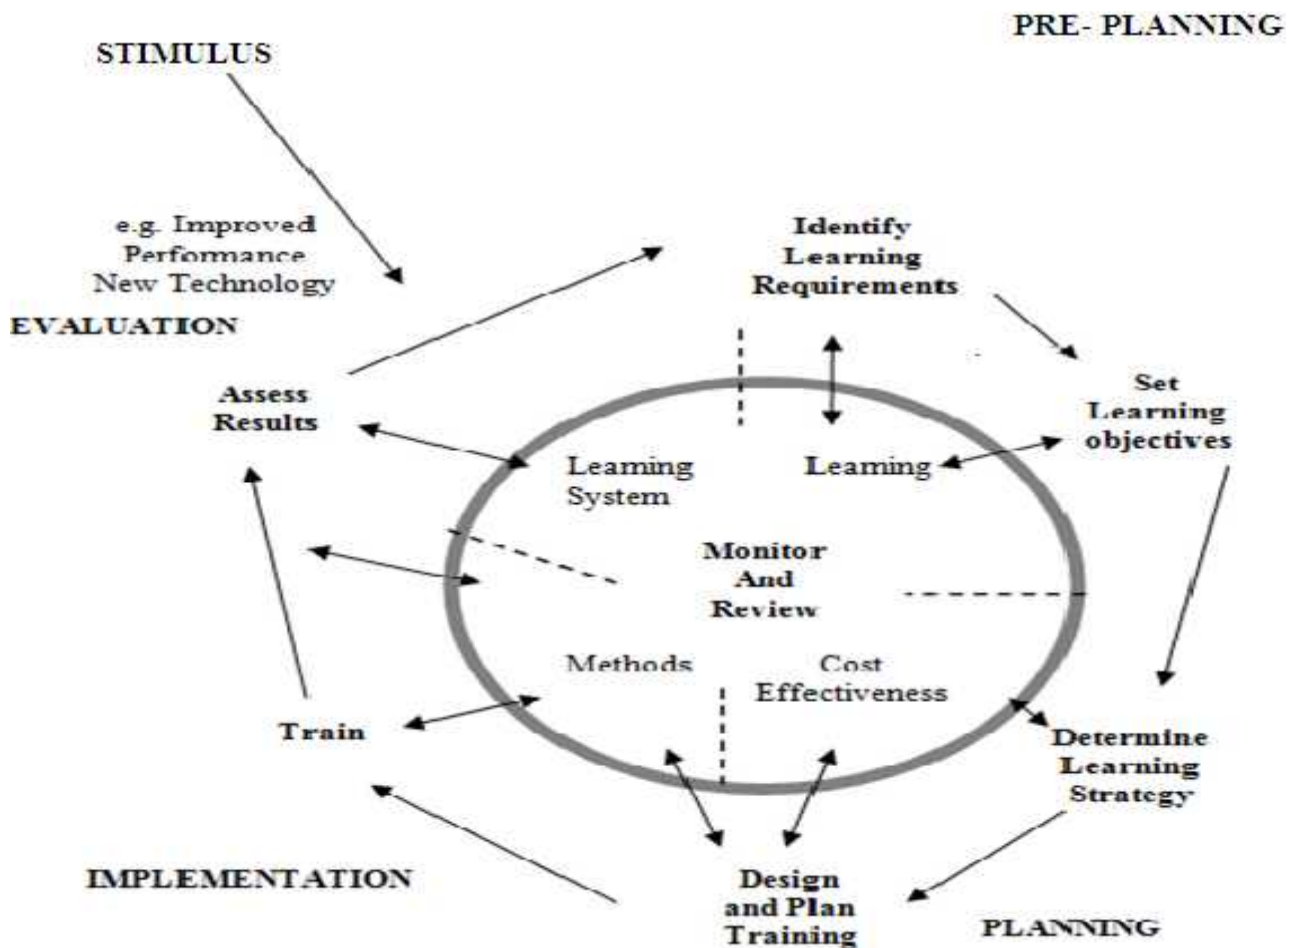 PRE- PLANNING
STIMULUS
e.g. Improved
Performance
New Technology
EVALUATION
Identify
Learning
Requirements
Assess
Results
Set
Learning
objectives
Learning
System
Learning
Monitor
And
Review
Methods
Cost
Effectiveness
Train
Determine
Learning
Strategy
IMPLEMENTATION
Design
and Plan
Training
PLANNING